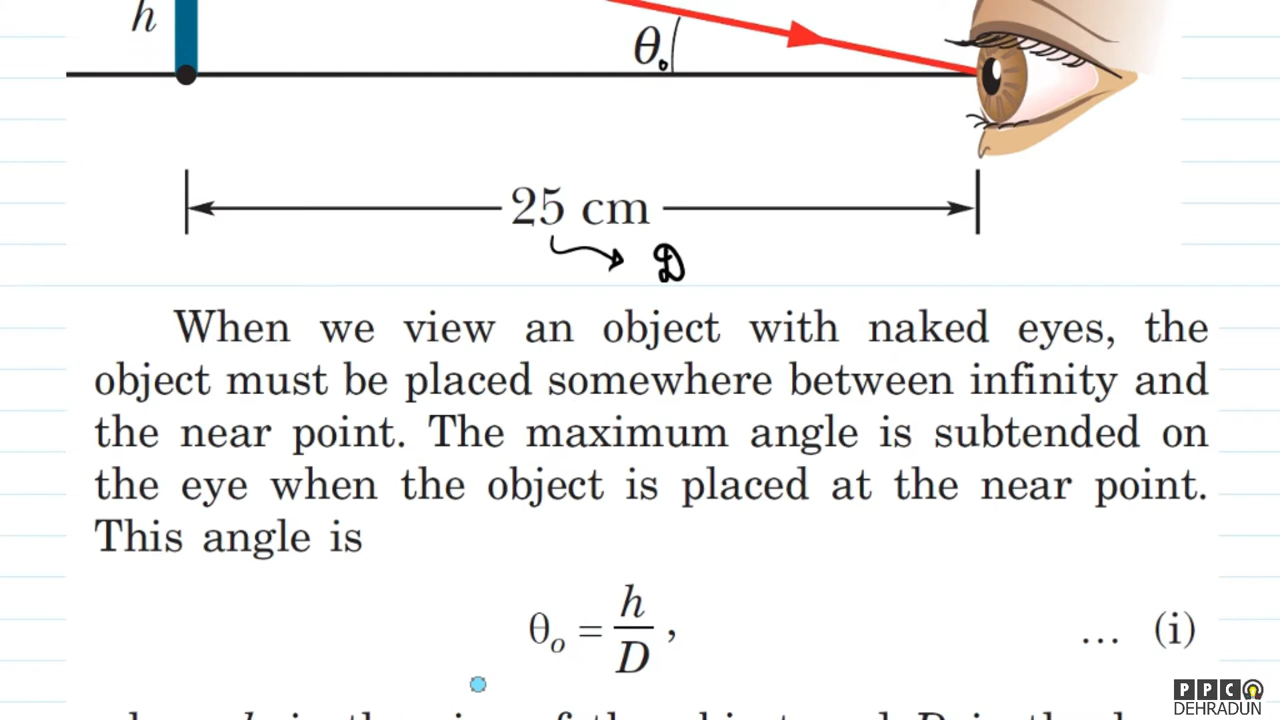 h
θo
25 cm
D
When we view an object with naked eyes, the
object must be placed somewhere between infinity and
the near point. The maximum angle is subtended on
the eye when the object is placed at the near point.
This angle is
θo = h/D , ... (i)
PPC
DEHRADUN